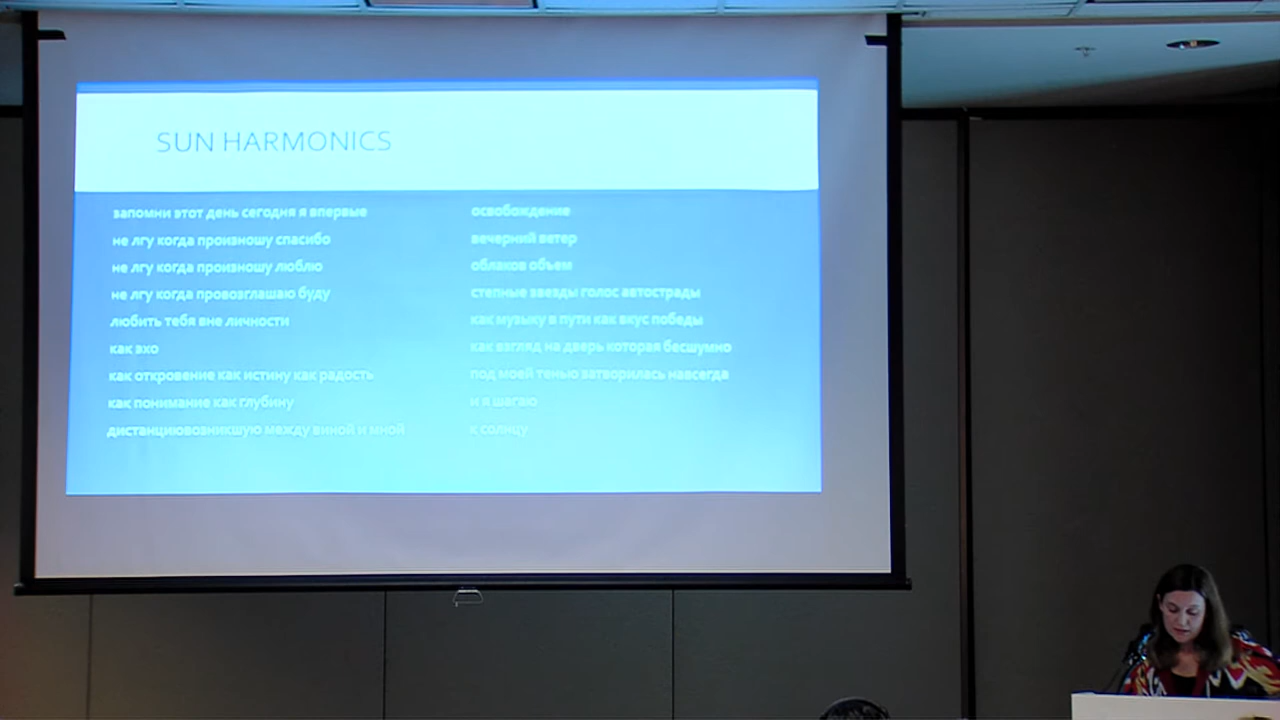 SUN HARMONICS
запомни этот день сегодня я впервые
не лгу когда произношу спасибо
не лгу когда произношу люблю
не лгу когда провозглашаю буду
любить тебя вне личности
как эхо
как откровение как истину как радость
как понимание как глубину
дистанциювозникшую между виной и мной
освобождение
вечерний ветер
облаков объем
степные звезды голос автострады
как музыку в пути как вкус победы
как взгляд на дверь которая бесшумно
под моей тенью затворилась навсегда
и я шагаю
к солнцу